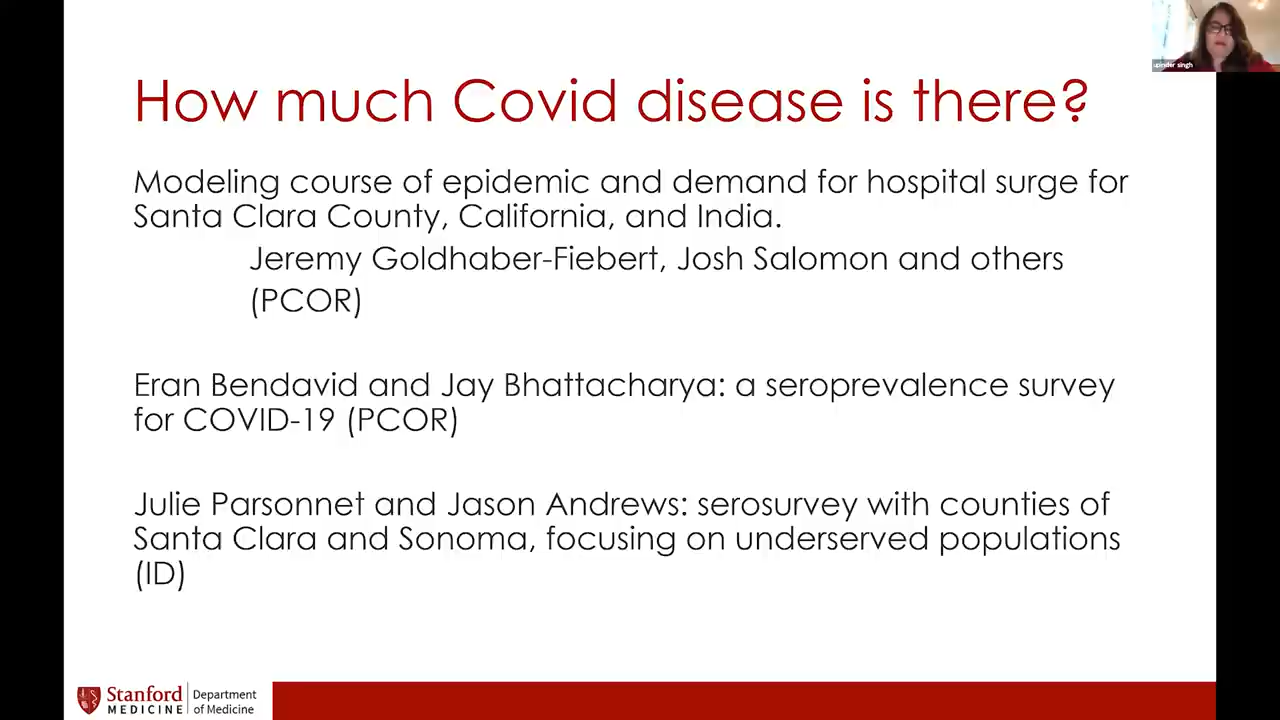 upinder singh
How much Covid disease is there?
Modeling course of epidemic and demand for hospital surge for
Santa Clara County, California, and India.
Jeremy Goldhaber-Fiebert, Josh Salomon and others
(PCOR)
Eran Bendavid and Jay Bhattacharya: a seroprevalence survey
for COVID-19 (PCOR)
Julie Parsonnet and Jason Andrews: serosurvey with counties of
Santa Clara and Sonoma, focusing on underserved populations
(ID)
Stanford
MEDICINE
Department
of Medicine